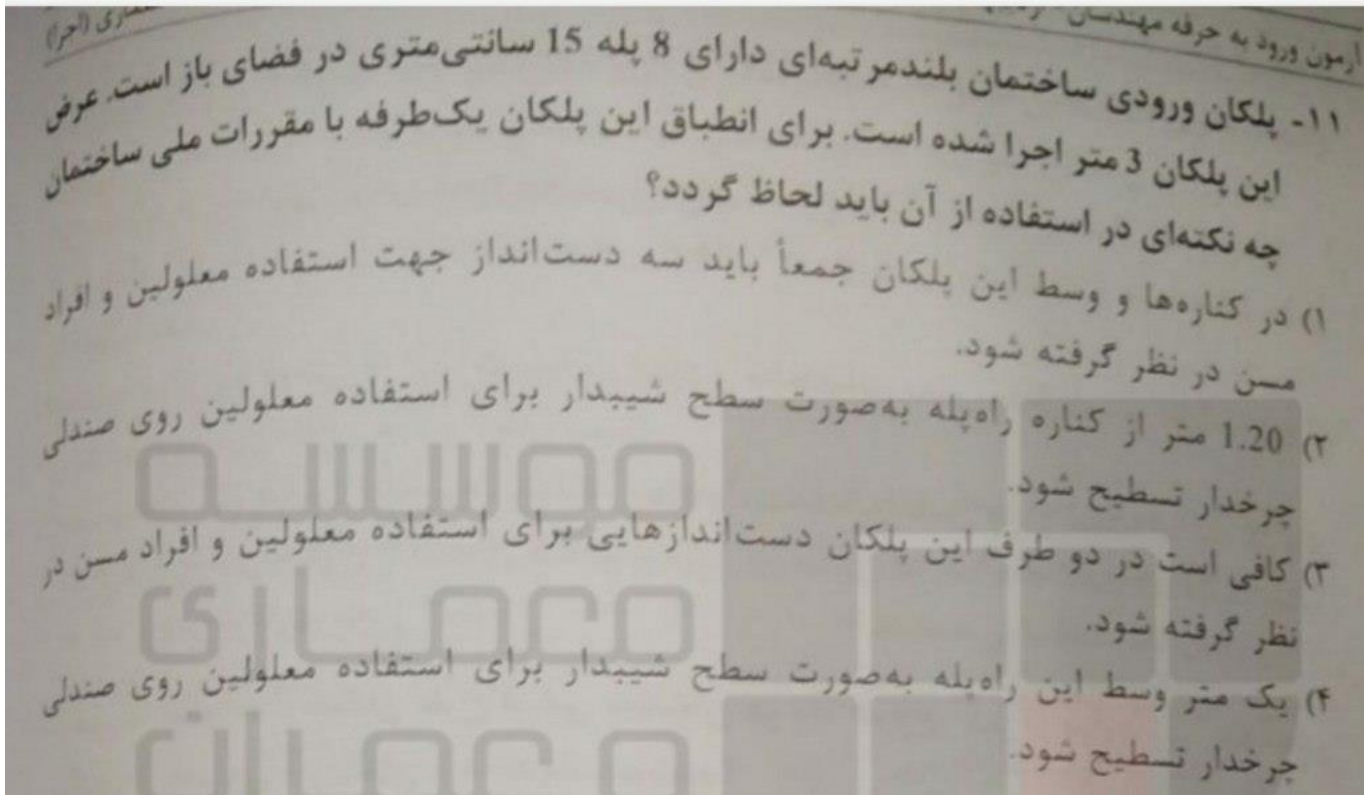 آزمون ورود به حرفه مهندسان
(اجرا)
۱۱- پلکان ورودی ساختمان بلندمرتبه‌ای دارای 8 پله 15 سانتی‌متری در فضای باز است. عرض
این پلکان 3 متر اجرا شده است. برای انطباق این پلکان یک‌طرفه با مقررات ملی ساختمان
چه نکته‌ای در استفاده از آن باید لحاظ گردد؟
۱) در کناره‌ها و وسط این پلکان جمعاً باید سه دست‌انداز جهت استفاده معلولین و افراد
مسن در نظر گرفته شود.
۲) 1.20 متر از کناره راه‌پله به‌صورت سطح شیبدار برای استفاده معلولین روی صندلی
چرخدار تسطیح شود.
۳) کافی است در دو طرف این پلکان دست‌اندازهایی برای استفاده معلولین و افراد مسن در
نظر گرفته شود.
۴) یک متر وسط این راه‌پله به‌صورت سطح شیبدار برای استفاده معلولین روی صندلی
چرخدار تسطیح شود.
موسسه
معماری
معماران